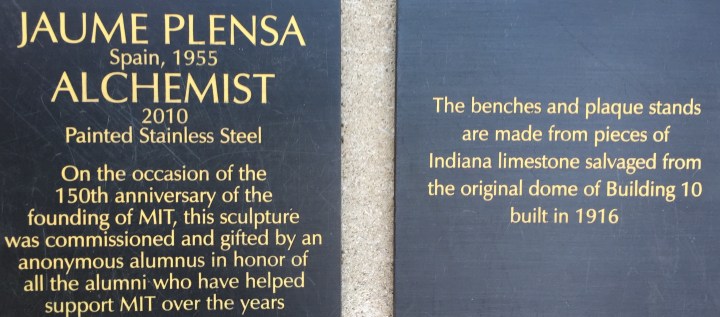 JAUME PLENSA
Spain, 1955
ALCHEMIST
2010
Painted Stainless Steel
On the occasion of the
150th anniversary of the
founding of MIT, this sculpture
was commissioned and gifted by an
anonymous alumnus in honor of
all the alumni who have helped
support MIT over the years
The benches and plaque stands
are made from pieces of
Indiana limestone salvaged from
the original dome of Building 10
built in 1916